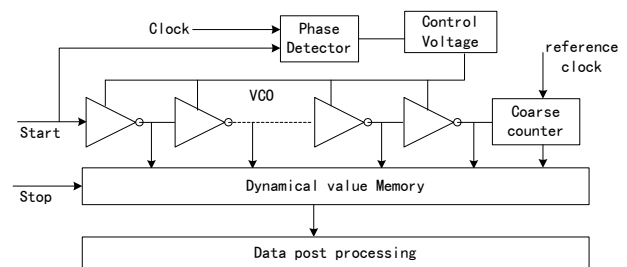 Clock
Phase
Detector
Control
Voltage
reference
clock
VCO
Start
Coarse
counter
Stop
Dynamical value Memory
Data post processing